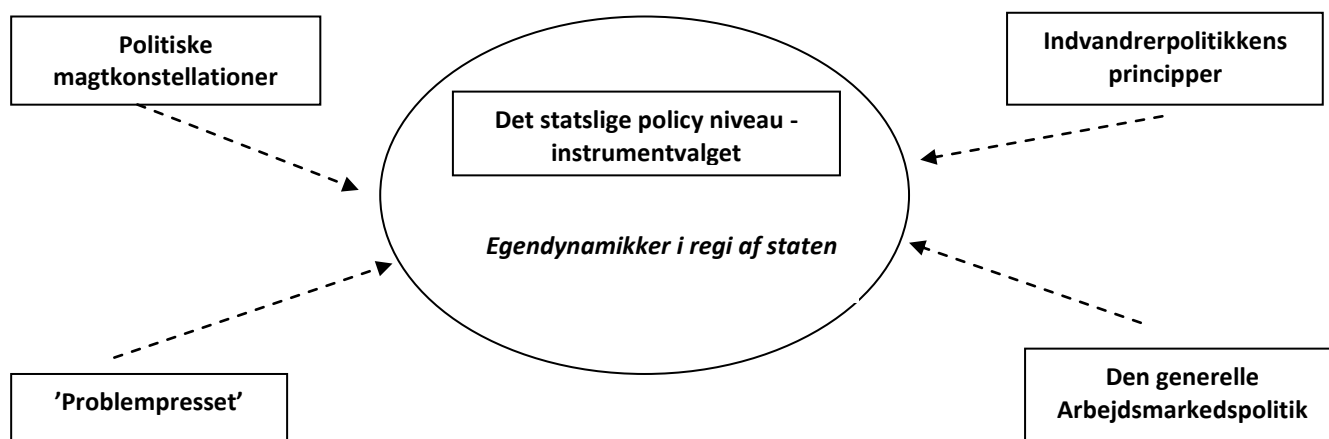 Politiske
magtkonstellationer
Indvandrerpolitikkens
principper
Det statslige policy niveau -
instrumentvalget
Egendynamikker i regi af staten
’Problempresset’
Den generelle
Arbejdsmarkedspolitik